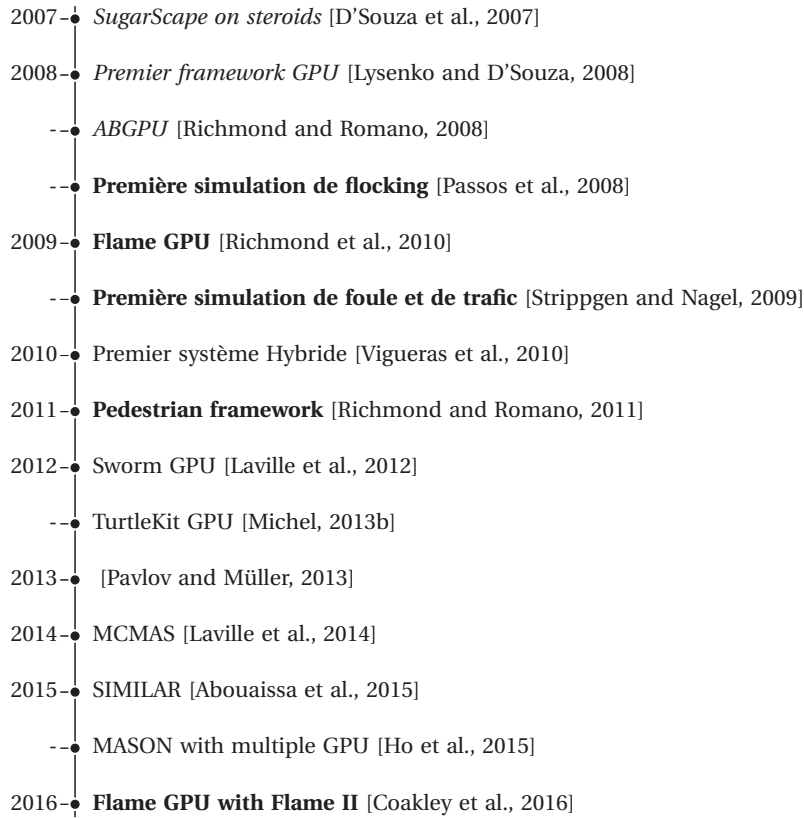 2007 SugarScape on steroids [D'Souza et al., 2007]
2008 Premier framework GPU [Lysenko and D'Souza, 2008]
ABGPU [Richmond and Romano, 2008]
Première simulation de flocking [Passos et al., 2008]
2009 Flame GPU [Richmond et al., 2010]
Première simulation de foule et de trafic [Strippgen and Nagel, 2009]
2010 Premier système Hybride [Vigueras et al., 2010]
2011 Pedestrian framework [Richmond and Romano, 2011]
2012 Sworm GPU [Laville et al., 2012]
TurtleKit GPU [Michel, 2013b]
2013 [Pavlov and Müller, 2013]
2014 MCMAS [Laville et al., 2014]
2015 SIMILAR [Abouaissa et al., 2015]
MASON with multiple GPU [Ho et al., 2015]
2016 Flame GPU with Flame II [Coakley et al., 2016]